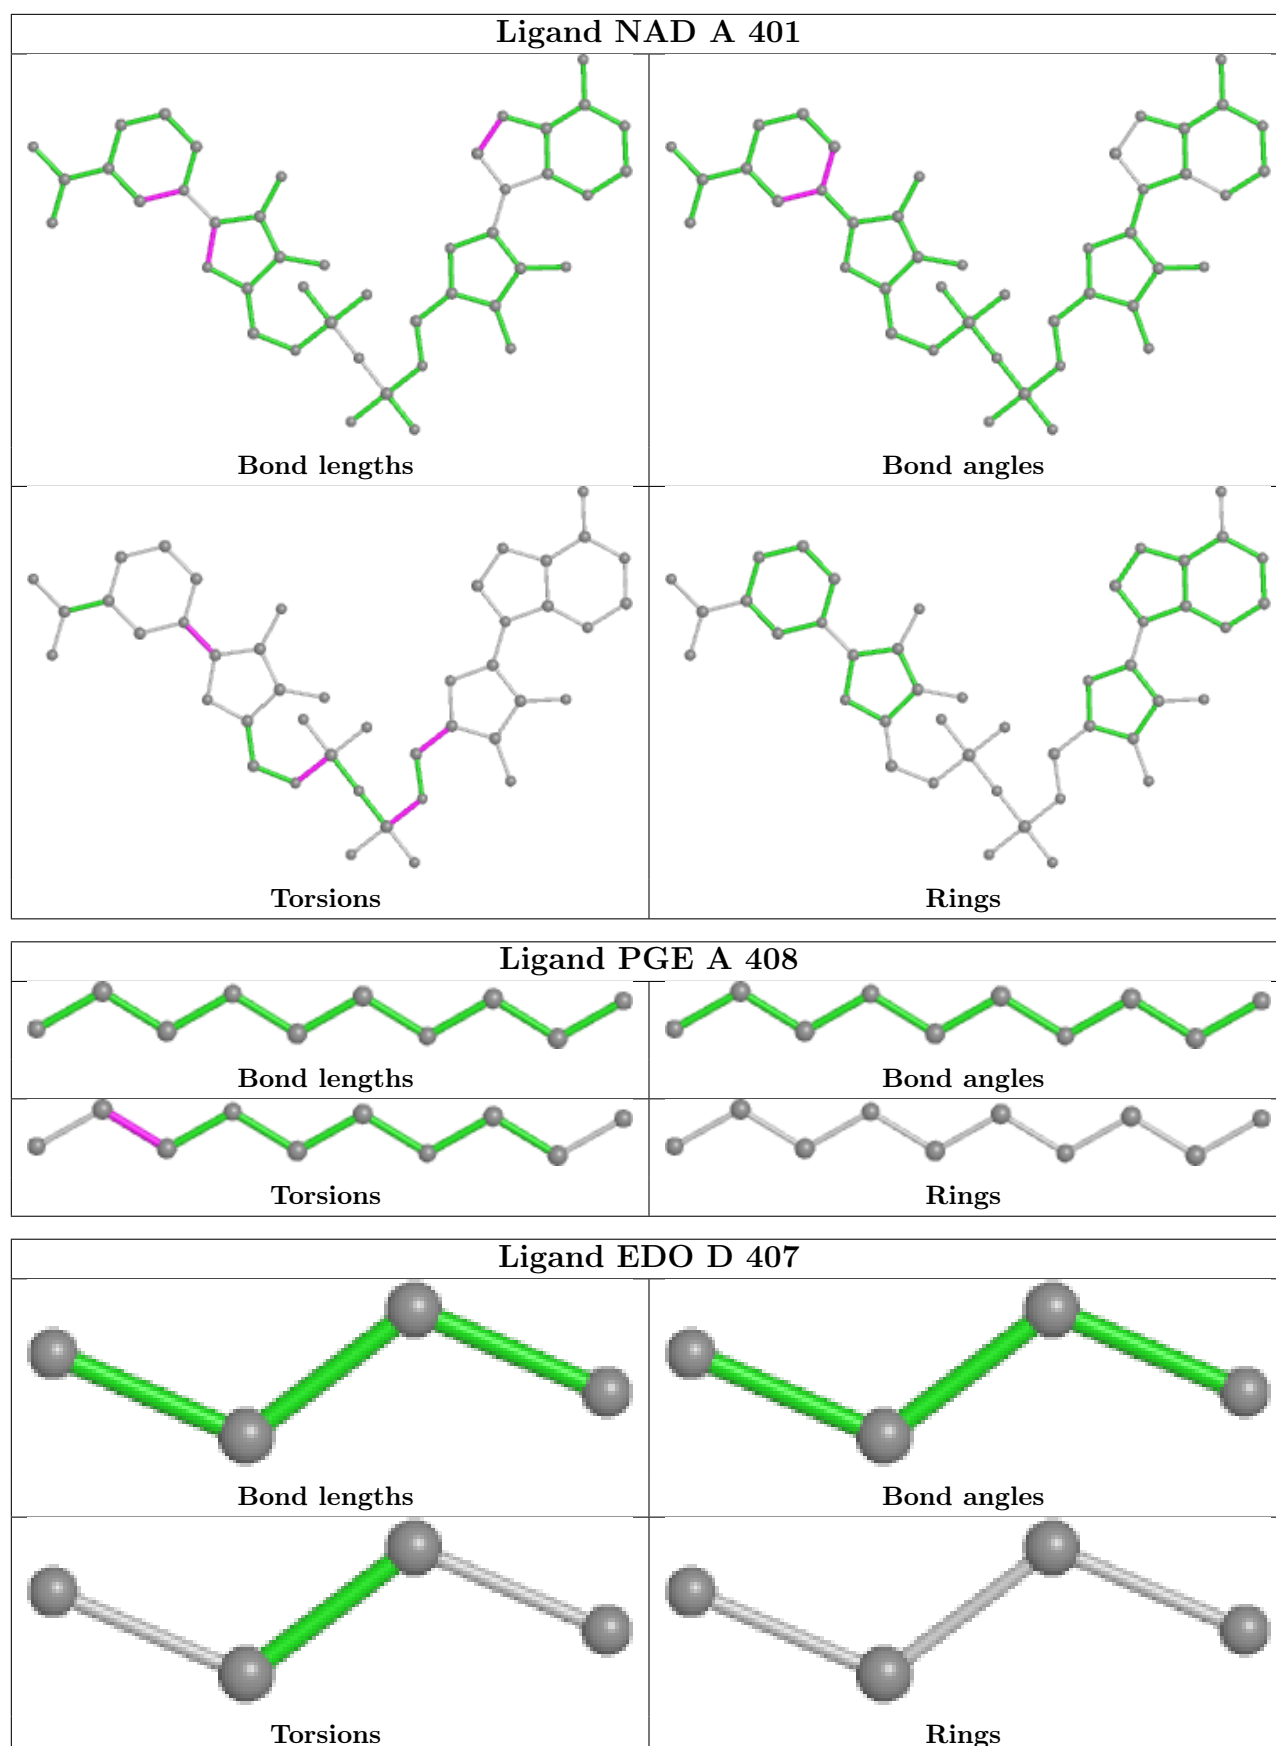 Ligand NAD A 401
Bond lengths
Bond angles
Torsions
Rings
Ligand PGE A 408
Bond lengths
Bond angles
Torsions
Rings
Ligand EDO D 407
Bond lengths
Bond angles
Torsions
Rings